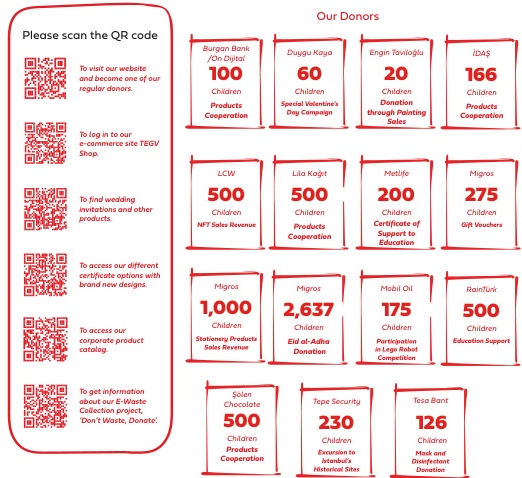 Our Donors
Please scan the QR code
To visit our website
and become one of our
regular donors.
To log in to our
e-commerce site TEGV
Shop.
To find wedding
invitations and other
products.
To access our different
certificate options with
brand new designs.
To access our
corporate product
catalog.
To get information
about our E-Waste
Collection project,
'Don't Waste, Donate'.
Burgan Bank
/On Dijital
100
Children
Products
Cooperation
Duygu Kaya
60
Children
Special Valentine's
Day Campaign
Engin Taviloğlu
20
Children
Donation
through Painting
Sales
İDAŞ
166
Children
Products
Cooperation
LCW
500
Children
NFT Sales Revenue
Lila Kağıt
500
Children
Products
Cooperation
Metlife
200
Children
Certificate of
Support to
Education
Migros
275
Children
Gift Vouchers
Migros
1,000
Children
Stationery Products
Sales Revenue
Migros
2,637
Children
Eid al-Adha
Donation
Mobil Oil
175
Children
Participation
in Lego Robot
Competition
RainTürk
500
Children
Education Support
Şölen
Chocolate
500
Children
Products
Cooperation
Tepe Security
230
Children
Excursion to
Istanbul's
Historical Sites
Tesa Bant
126
Children
Mask and
Disinfectant
Donation